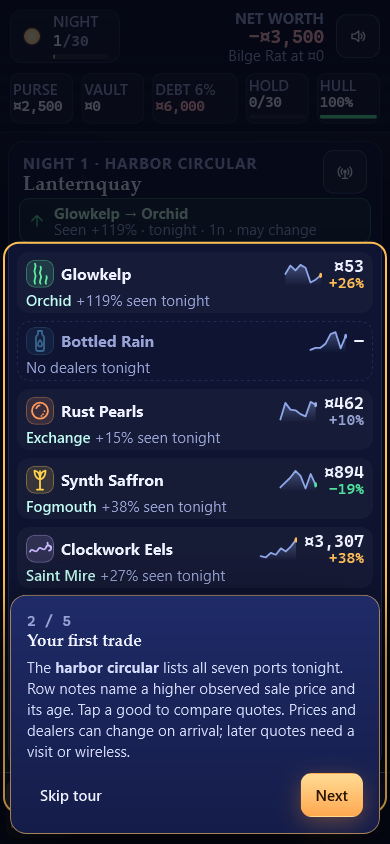 NIGHT
1/30
NET WORTH
−¤3,500
Bilge Rat at ¤0
PURSE
¤2,500
VAULT
¤0
DEBT 6%
¤6,000
HOLD
0/30
HULL
100%
NIGHT 1 · HARBOR CIRCULAR
Lanternquay
Glowkelp → Orchid
Seen +119% · tonight · 1n · may change
Glowkelp
¤53
+26%
Orchid +119% seen tonight
Bottled Rain
—
No dealers tonight
Rust Pearls
¤462
+10%
Exchange +15% seen tonight
Synth Saffron
¤894
−19%
Fogmouth +38% seen tonight
Clockwork Eels
¤3,307
+38%
Saint Mire +27% seen tonight
2 / 5
Your first trade
The harbor circular lists all seven ports tonight.
Row notes name a higher observed sale price and
its age. Tap a good to compare quotes. Prices and
dealers can change on arrival; later quotes need a
visit or wireless.
Skip tour
Next